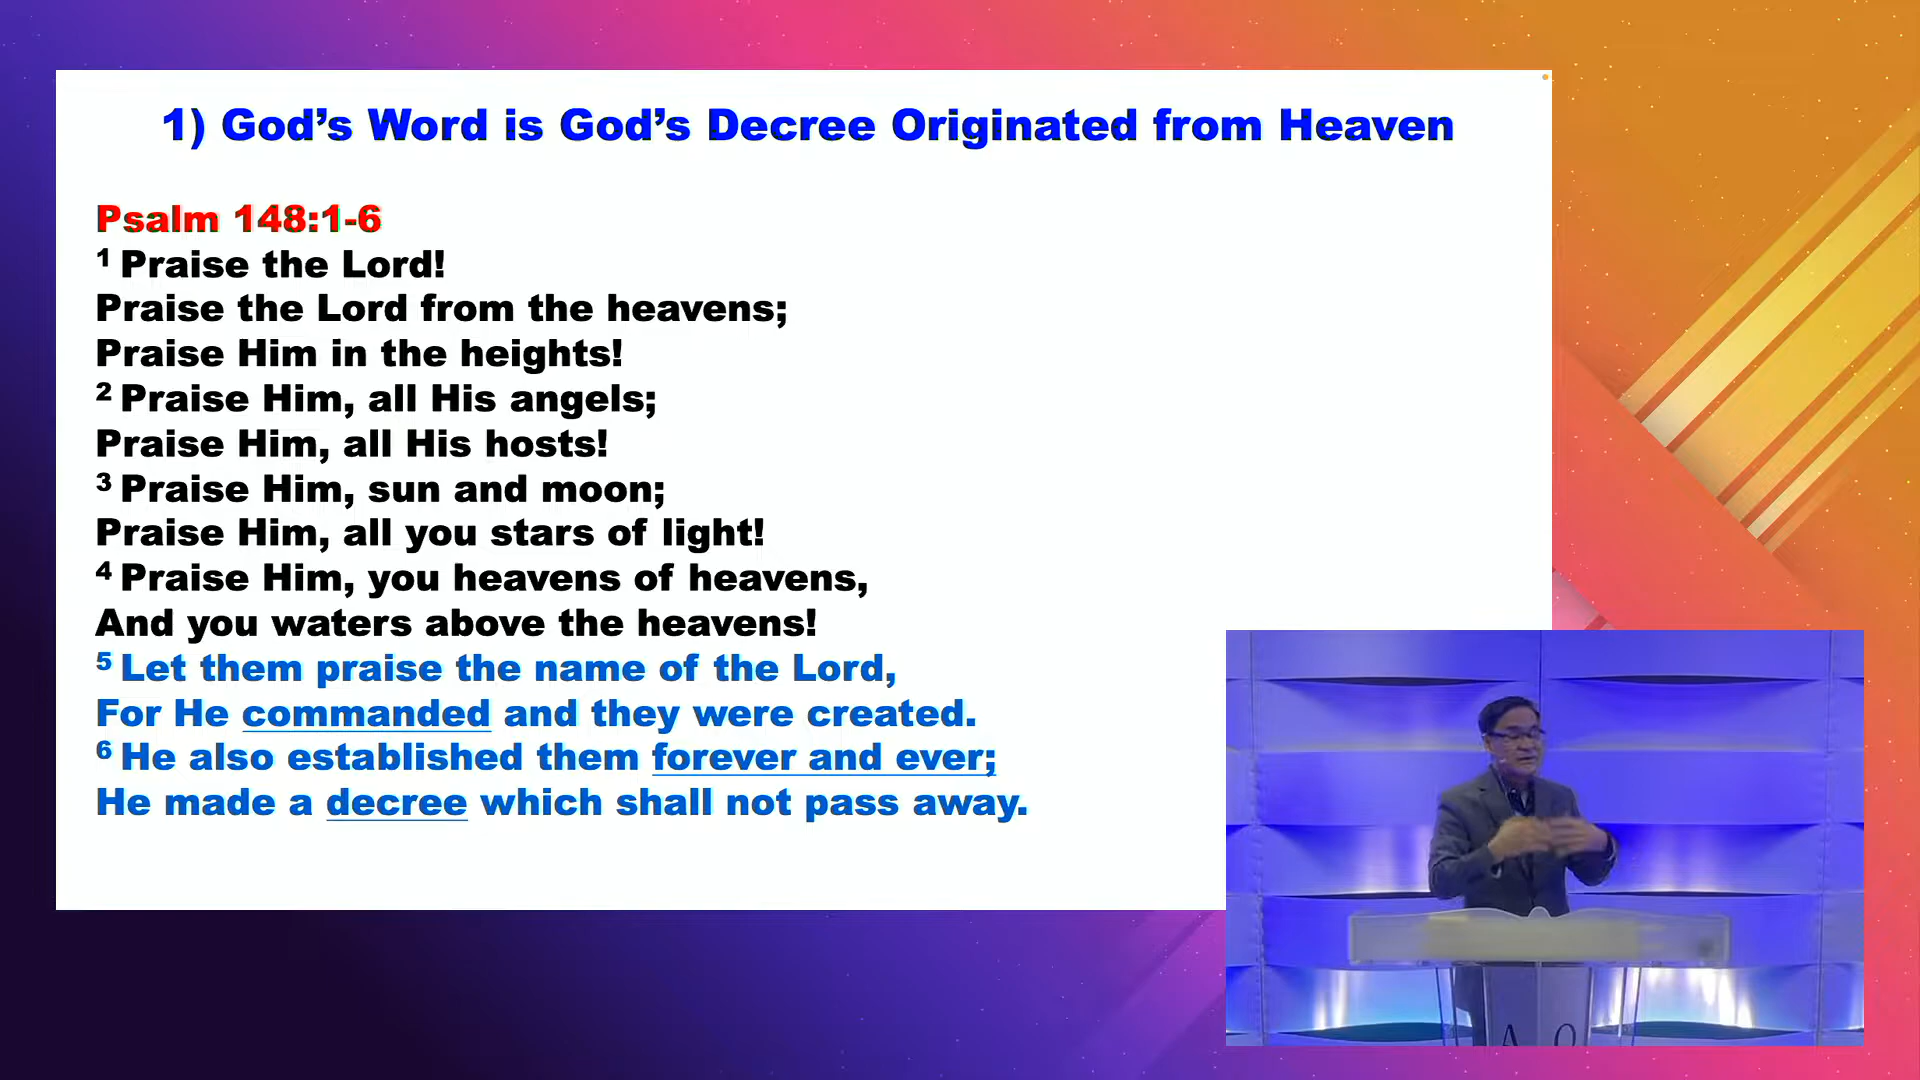 1) God’s Word is God’s Decree Originated from Heaven
Psalm 148:1-6
¹ Praise the Lord!
Praise the Lord from the heavens;
Praise Him in the heights!
² Praise Him, all His angels;
Praise Him, all His hosts!
³ Praise Him, sun and moon;
Praise Him, all you stars of light!
⁴ Praise Him, you heavens of heavens,
And you waters above the heavens!
⁵ Let them praise the name of the Lord,
For He commanded and they were created.
⁶ He also established them forever and ever;
He made a decree which shall not pass away.